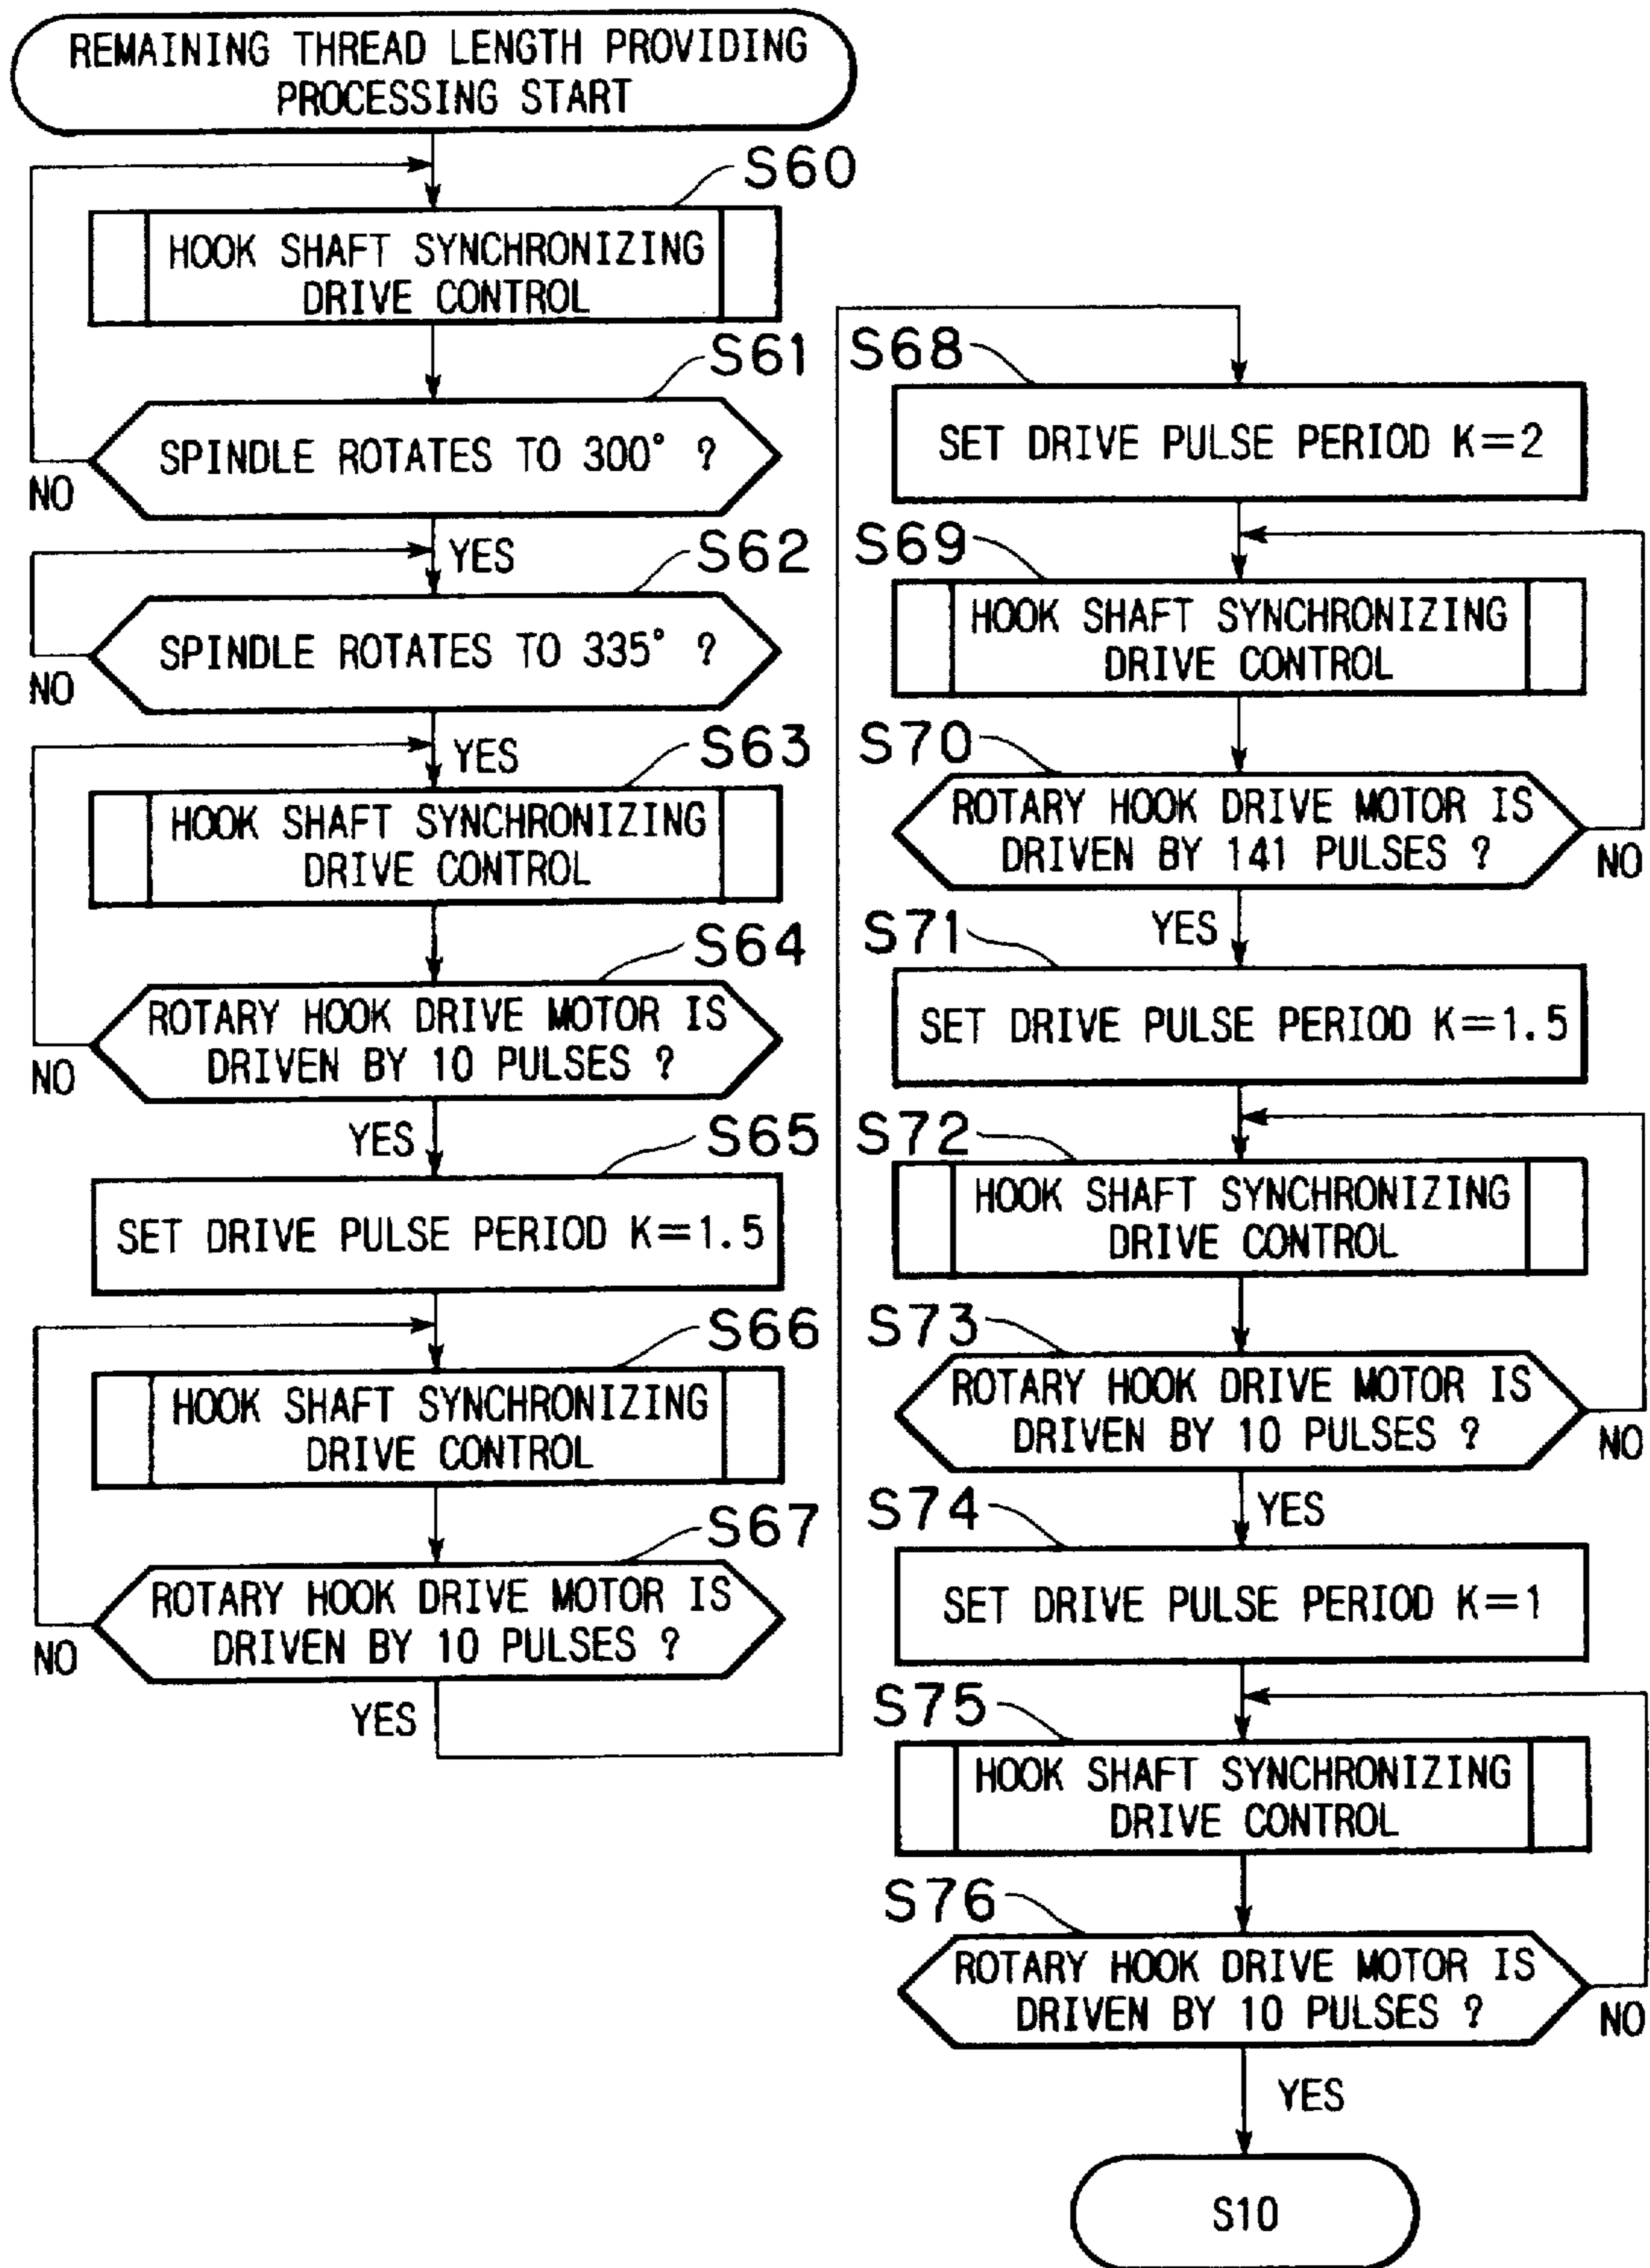 REMAINING THREAD LENGTH PROVIDING
PROCESSING START
S60
HOOK SHAFT SYNCHRONIZING
DRIVE CONTROL
S61
SPINDLE ROTATES TO 300° ?
NO
YES
S62
SPINDLE ROTATES TO 335° ?
NO
YES
S63
HOOK SHAFT SYNCHRONIZING
DRIVE CONTROL
S64
ROTARY HOOK DRIVE MOTOR IS
DRIVEN BY 10 PULSES ?
NO
YES
S65
SET DRIVE PULSE PERIOD K=1.5
S66
HOOK SHAFT SYNCHRONIZING
DRIVE CONTROL
S67
ROTARY HOOK DRIVE MOTOR IS
DRIVEN BY 10 PULSES ?
NO
YES
S68
SET DRIVE PULSE PERIOD K=2
S69
HOOK SHAFT SYNCHRONIZING
DRIVE CONTROL
S70
ROTARY HOOK DRIVE MOTOR IS
DRIVEN BY 141 PULSES ?
NO
YES
S71
SET DRIVE PULSE PERIOD K=1.5
S72
HOOK SHAFT SYNCHRONIZING
DRIVE CONTROL
S73
ROTARY HOOK DRIVE MOTOR IS
DRIVEN BY 10 PULSES ?
NO
YES
S74
SET DRIVE PULSE PERIOD K=1
S75
HOOK SHAFT SYNCHRONIZING
DRIVE CONTROL
S76
ROTARY HOOK DRIVE MOTOR IS
DRIVEN BY 10 PULSES ?
NO
YES
S10